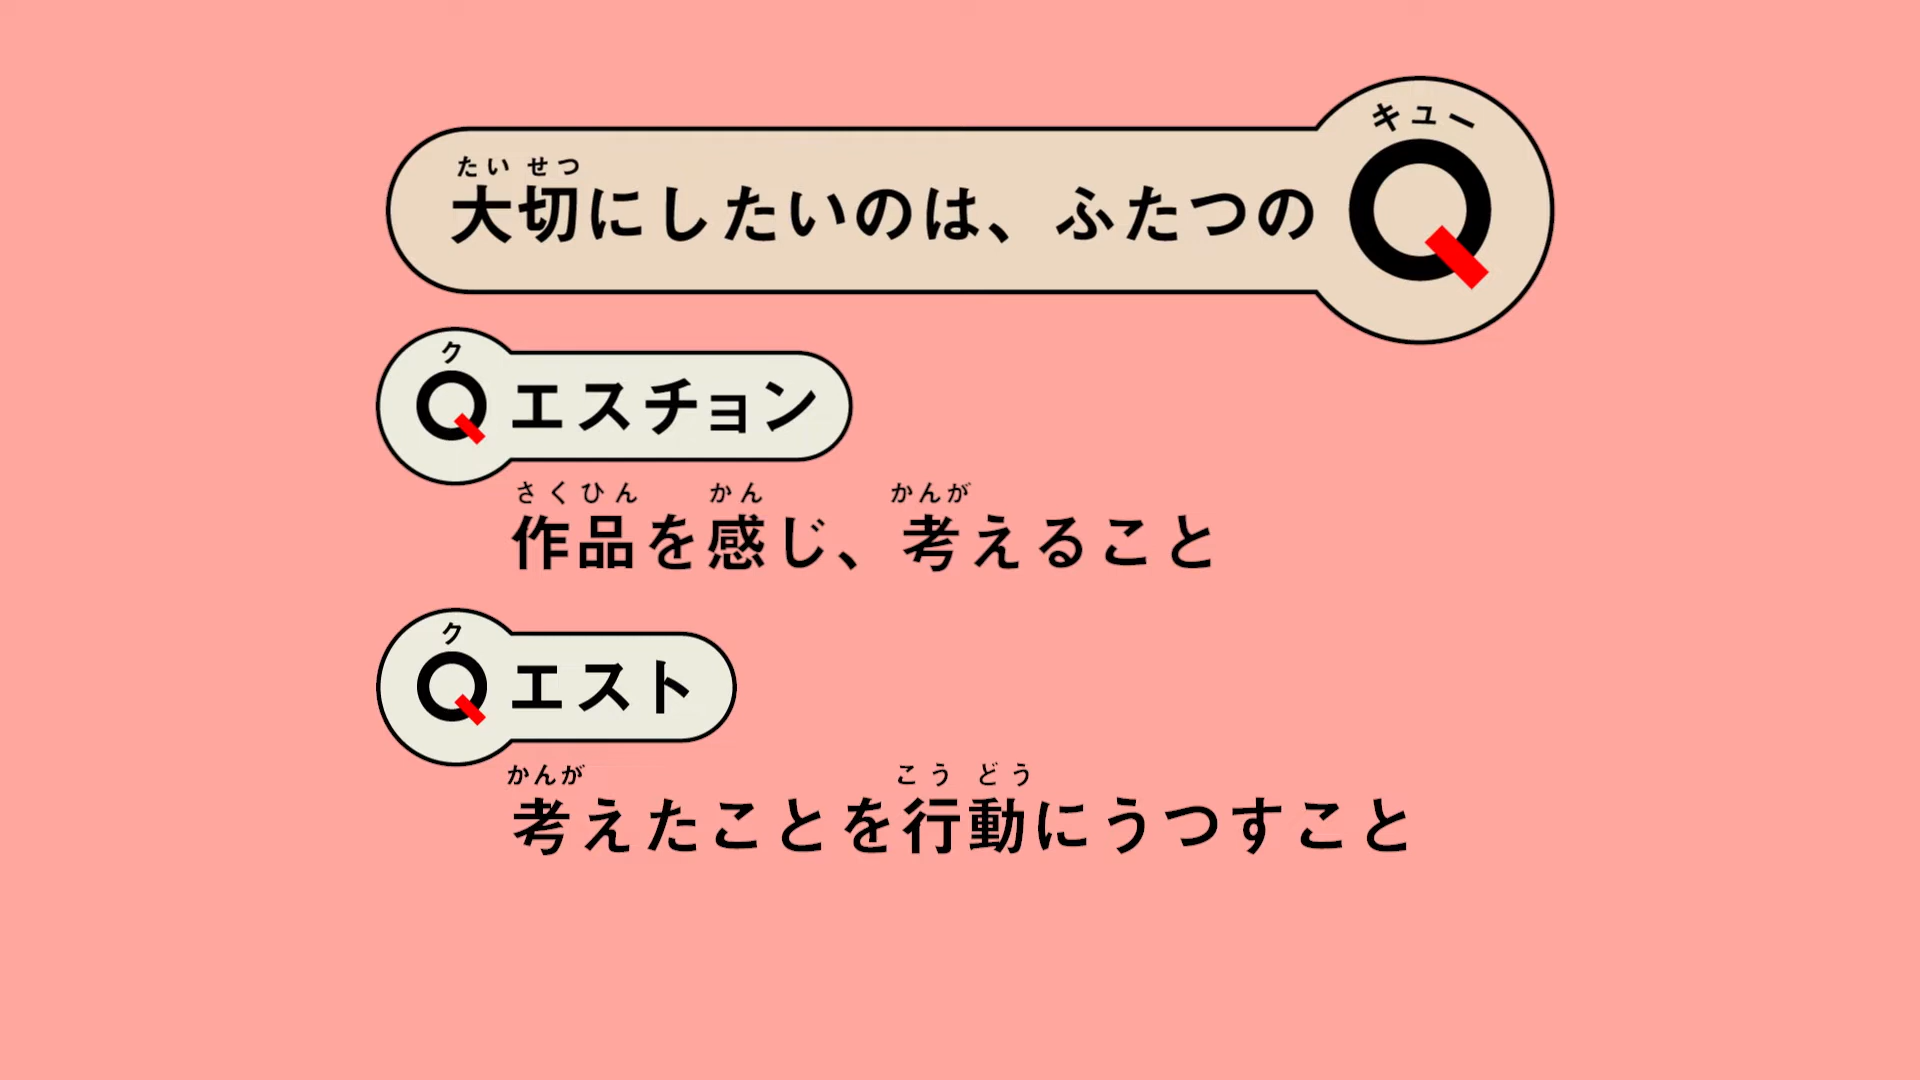 たいせつ キュー
大切にしたいのは、ふたつのQ
ク
Qエスチョン
さくひん かん かんが
作品を感じ、考えること
ク
Qエスト
かんが こうどう
考えたことを行動にうつすこと